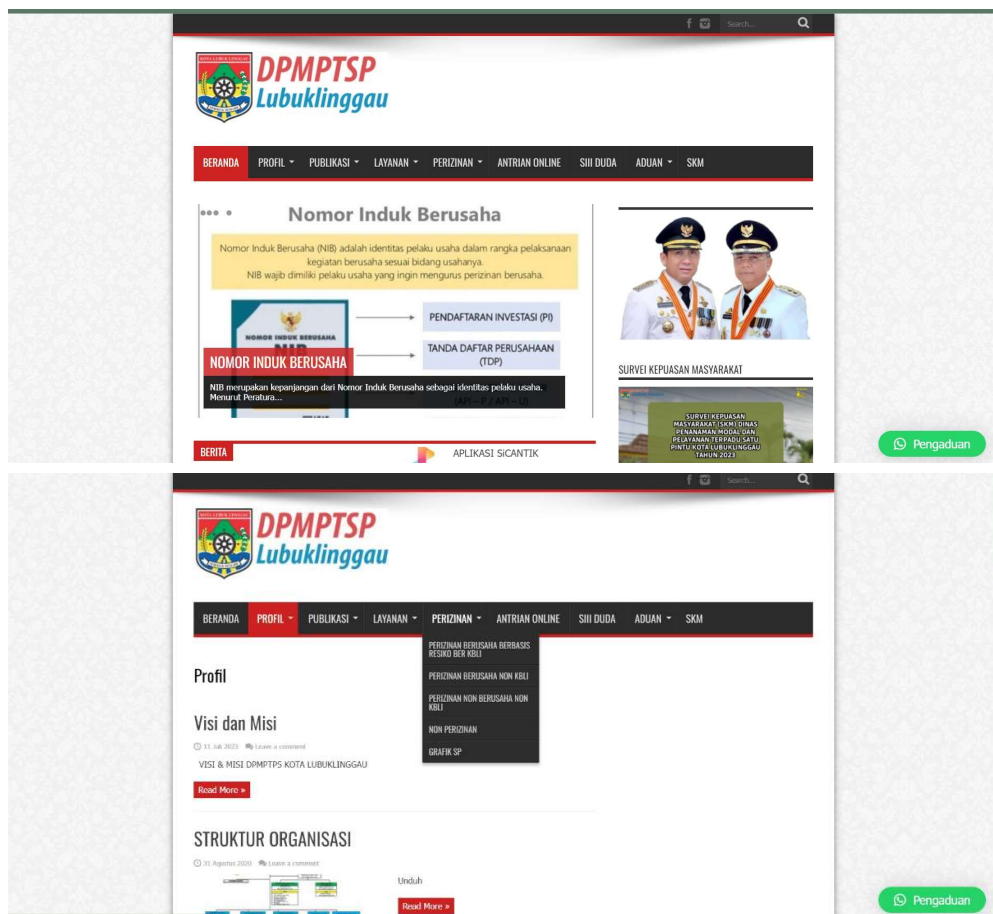 Search...
KOTA LUBUK LINGGAU
DPMPTSP
Lubuklinggau
BERANDA PROFIL PUBLIKASI LAYANAN PERIZINAN ANTRIAN ONLINE SIII DUDA ADUAN SKM
Nomor Induk Berusaha
Nomor Induk Berusaha (NIB) adalah identitas pelaku usaha dalam rangka pelaksanaan
kegiatan berusaha sesuai bidang usahanya.
NIB wajib dimiliki pelaku usaha yang ingin mengurus perizinan berusaha.
NOMOR INDUK BERUSAHA
NIB
PENDAFTARAN INVESTASI (PI)
TANDA DAFTAR PERUSAHAAN
(TDP)
(API – P / API – U)
NOMOR INDUK BERUSAHA
NIB merupakan kepanjangan dari Nomor Induk Berusaha sebagai identitas pelaku usaha.
Menurut Peratura...
SURVEI KEPUASAN MASYARAKAT
SURVEI KEPUASAN
MASYARAKAT (SKM) DINAS
PENANAMAN MODAL DAN
PELAYANAN TERPADU SATU
PINTU KOTA LUBUKLINGGAU
TAHUN 2023
BERITA
APLIKASI SiCANTIK
Pengaduan
Search...
DPMPTSP
Lubuklinggau
BERANDA PROFIL PUBLIKASI LAYANAN PERIZINAN ANTRIAN ONLINE SIII DUDA ADUAN SKM
PERIZINAN BERUSAHA BERBASIS
RESIKO BER KBLI
PERIZINAN BERUSAHA NON KBLI
PERIZINAN NON BERUSAHA NON
KBLI
NON PERIZINAN
GRAFIK SP
Profil
Visi dan Misi
11 Juli 2023 Leave a comment
VISI & MISI DPMPTPS KOTA LUBUKLINGGAU
Read More »
STRUKTUR ORGANISASI
31 Agustus 2020 Leave a comment
Unduh
Read More »
Pengaduan